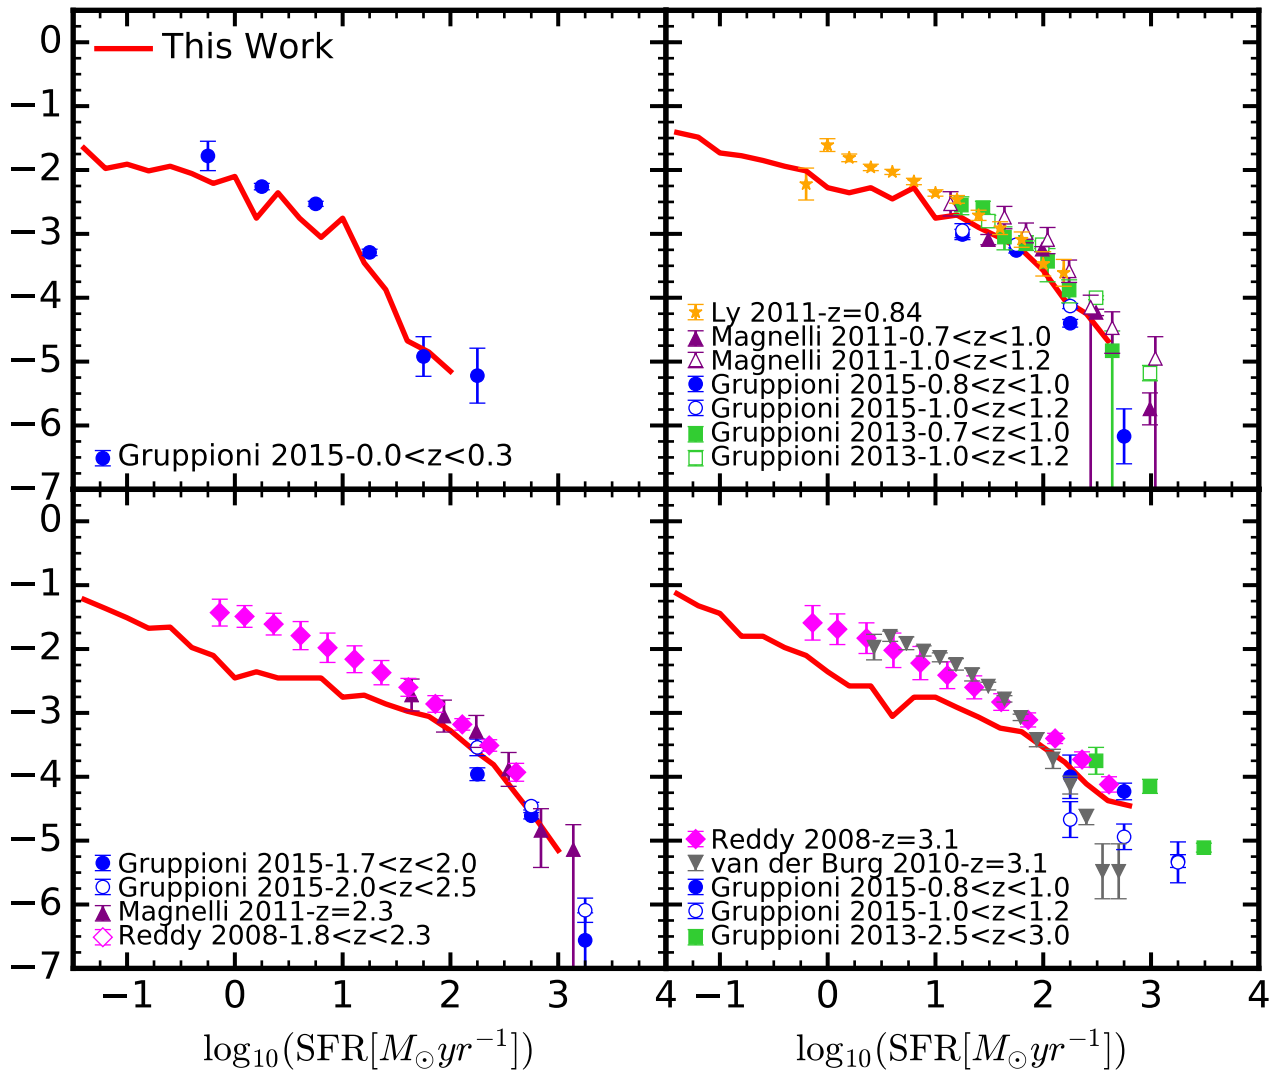 0
−1
−2
−3
−4
−5
−6
−7
This Work
Gruppioni 2015-0.0<z<0.3
Ly 2011-z=0.84
Magnelli 2011-0.7<z<1.0
Magnelli 2011-1.0<z<1.2
Gruppioni 2015-0.8<z<1.0
Gruppioni 2015-1.0<z<1.2
Gruppioni 2013-0.7<z<1.0
Gruppioni 2013-1.0<z<1.2
0
−1
−2
−3
−4
−5
−6
−7
Gruppioni 2015-1.7<z<2.0
Gruppioni 2015-2.0<z<2.5
Magnelli 2011-z=2.3
Reddy 2008-1.8<z<2.3
Reddy 2008-z=3.1
van der Burg 2010-z=3.1
Gruppioni 2015-0.8<z<1.0
Gruppioni 2015-1.0<z<1.2
Gruppioni 2013-2.5<z<3.0
−1 0 1 2 3 4 −1 0 1 2 3 4
log₁₀(SFR[M⊙yr⁻¹]) log₁₀(SFR[M⊙yr⁻¹])